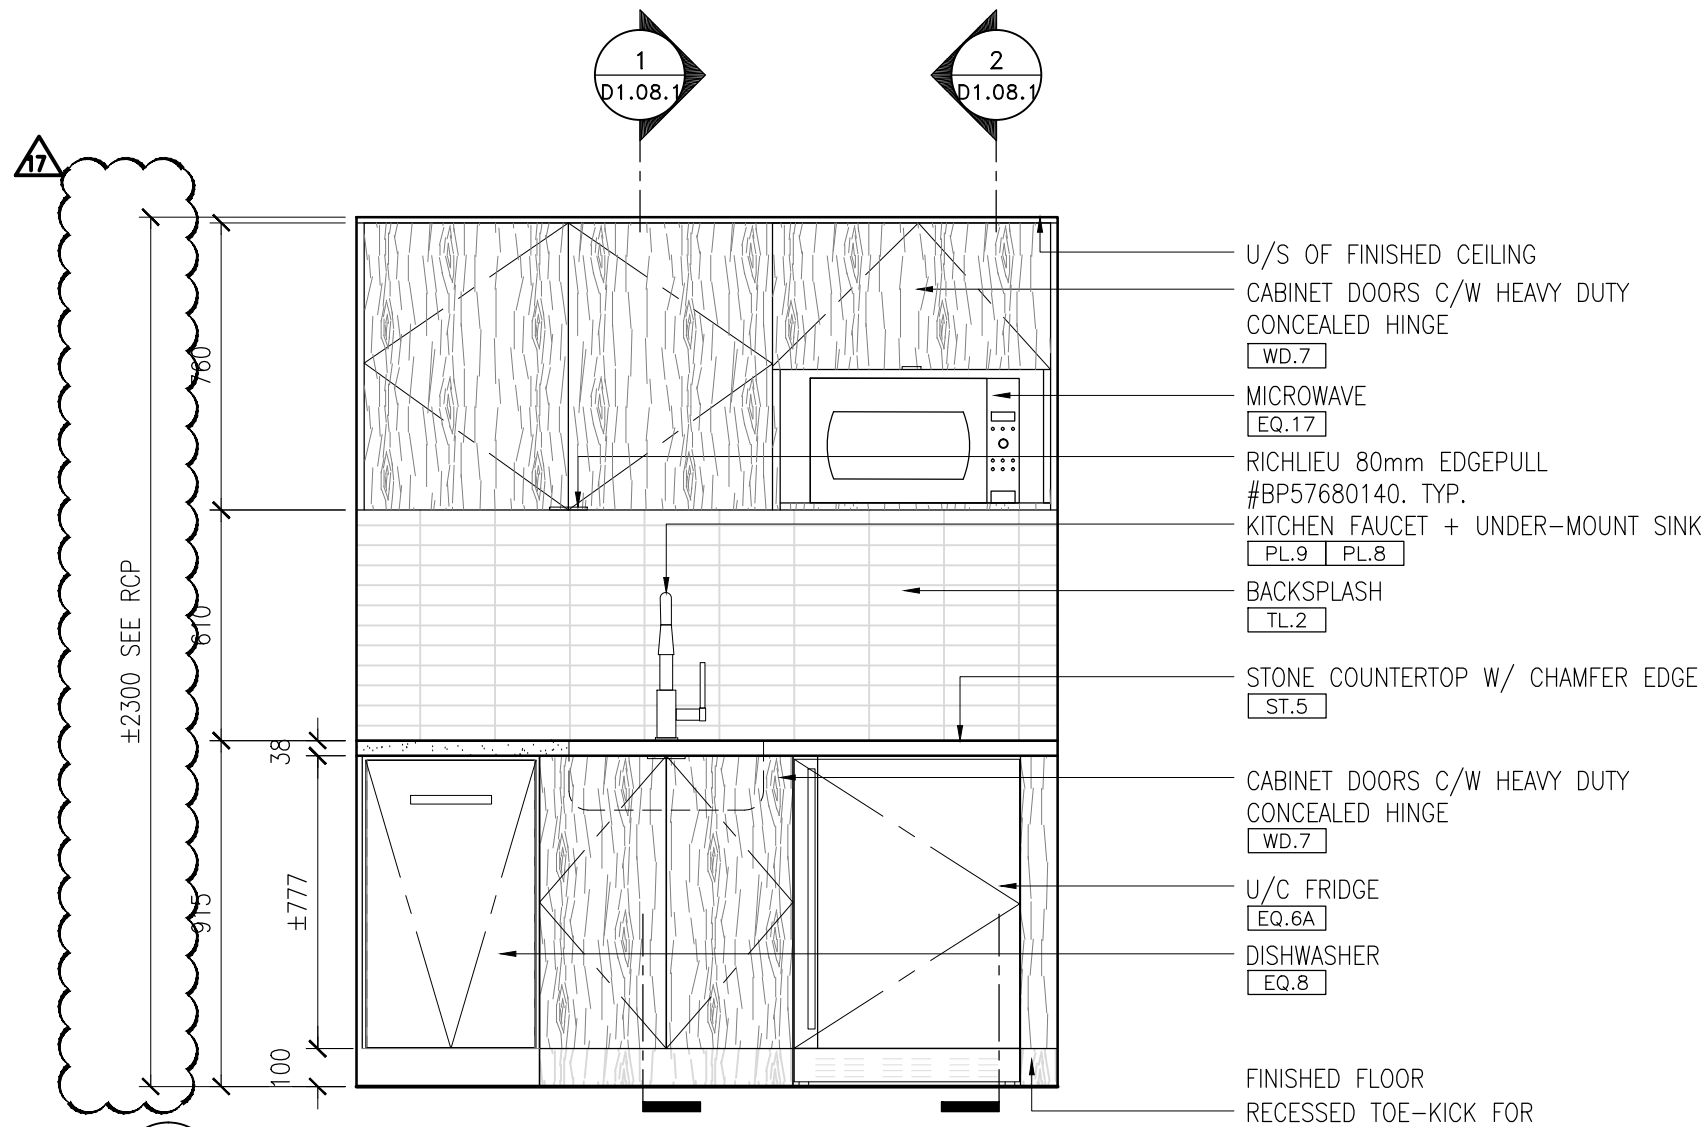 1
D1.08.1
2
D1.08.1
17
U/S OF FINISHED CEILING
CABINET DOORS C/W HEAVY DUTY
CONCEALED HINGE
WD.7
MICROWAVE
EQ.17
RICHLIEU 80mm EDGEPULL
#BP57680140. TYP.
KITCHEN FAUCET + UNDER-MOUNT SINK
PL.9 PL.8
BACKSPLASH
TL.2
STONE COUNTERTOP W/ CHAMFER EDGE
ST.5
CABINET DOORS C/W HEAVY DUTY
CONCEALED HINGE
WD.7
U/C FRIDGE
EQ.6A
DISHWASHER
EQ.8
FINISHED FLOOR
RECESSED TOE-KICK FOR
±2300 SEE RCP
760
610
915
38
±777
100